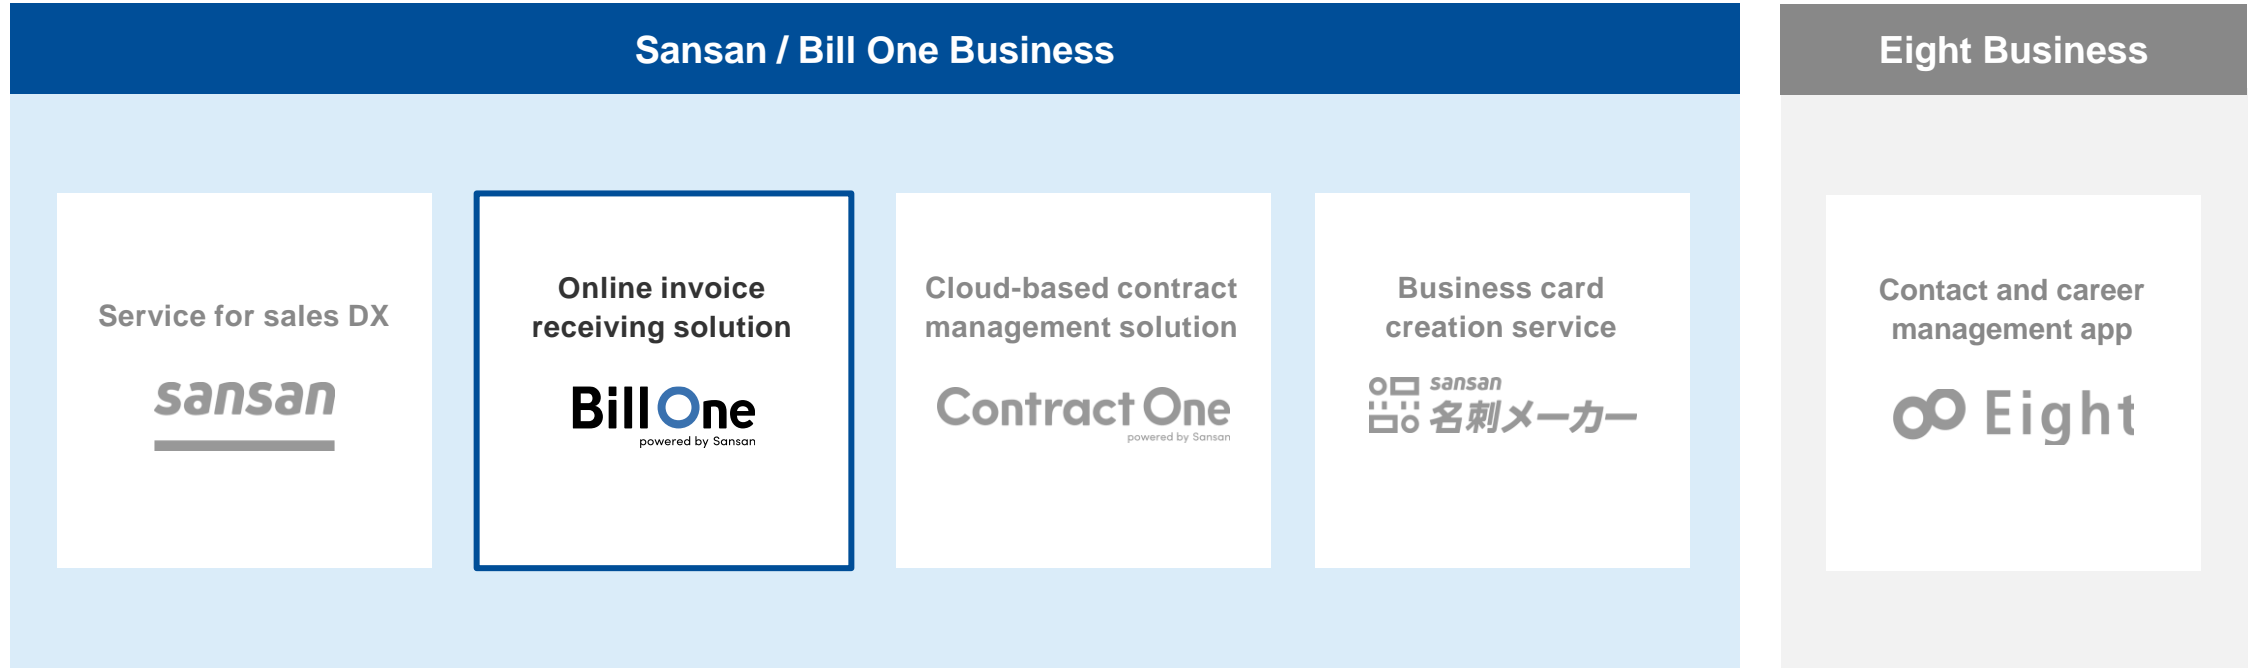 Sansan / Bill One Business
Eight Business
Service for sales DX
sansan
Online invoice
receiving solution
Bill One
powered by Sansan
Cloud-based contract
management solution
Contract One
powered by Sansan
Business card
creation service
sansan
名刺メーカー
Contact and career
management app
Eight